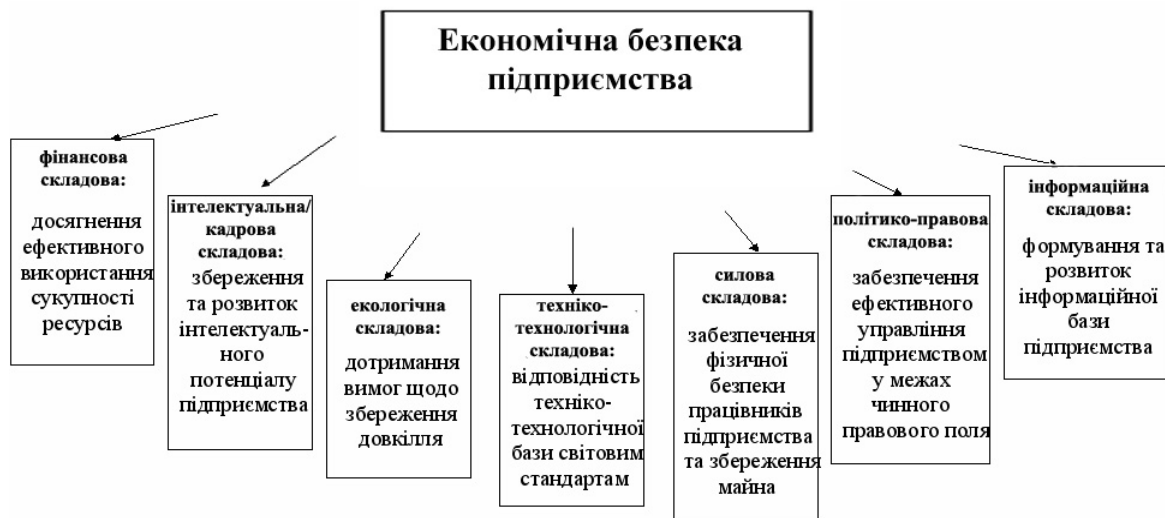 Економічна безпека
підприємства
фінансова
складова:
досягнення
ефективного
використання
сукупності
ресурсів
інтелектуальна/
кадрова
складова:
збереження
та розвиток
інтелектуаль-
ного
потенціалу
підприємства
екологічна
складова:
дотримання
вимог щодо
збереження
довкілля
техніко-
технологічна
складова:
відповідність
техніко-
технологічної
бази світовим
стандартам
силова
складова:
забезпечення
фізичної
безпеки
працівників
підприємства
та збереження
майна
політико-правова
складова:
забезпечення
ефективного
управління
підприємством
у межах
чинного
правового поля
інформаційна
складова:
формування та
розвиток
інформаційної
бази
підприємства